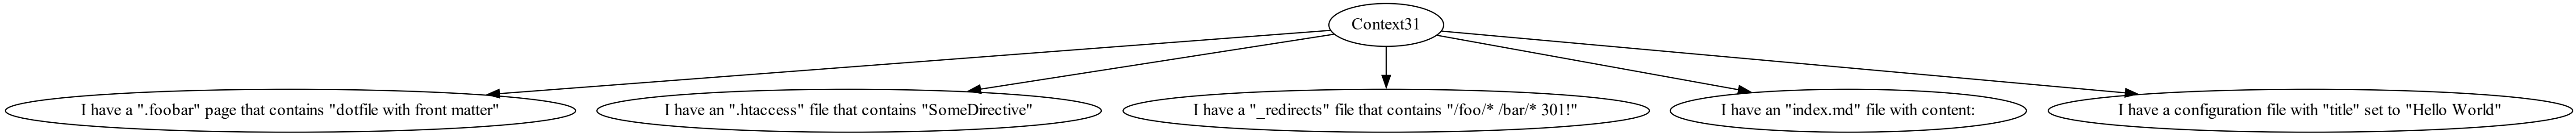 Context31
I have a ".foobar" page that contains "dotfile with front matter"
I have an ".htaccess" file that contains "SomeDirective"
I have a "_redirects" file that contains "/foo/* /bar/* 301!"
I have an "index.md" file with content:
I have a configuration file with "title" set to "Hello World"